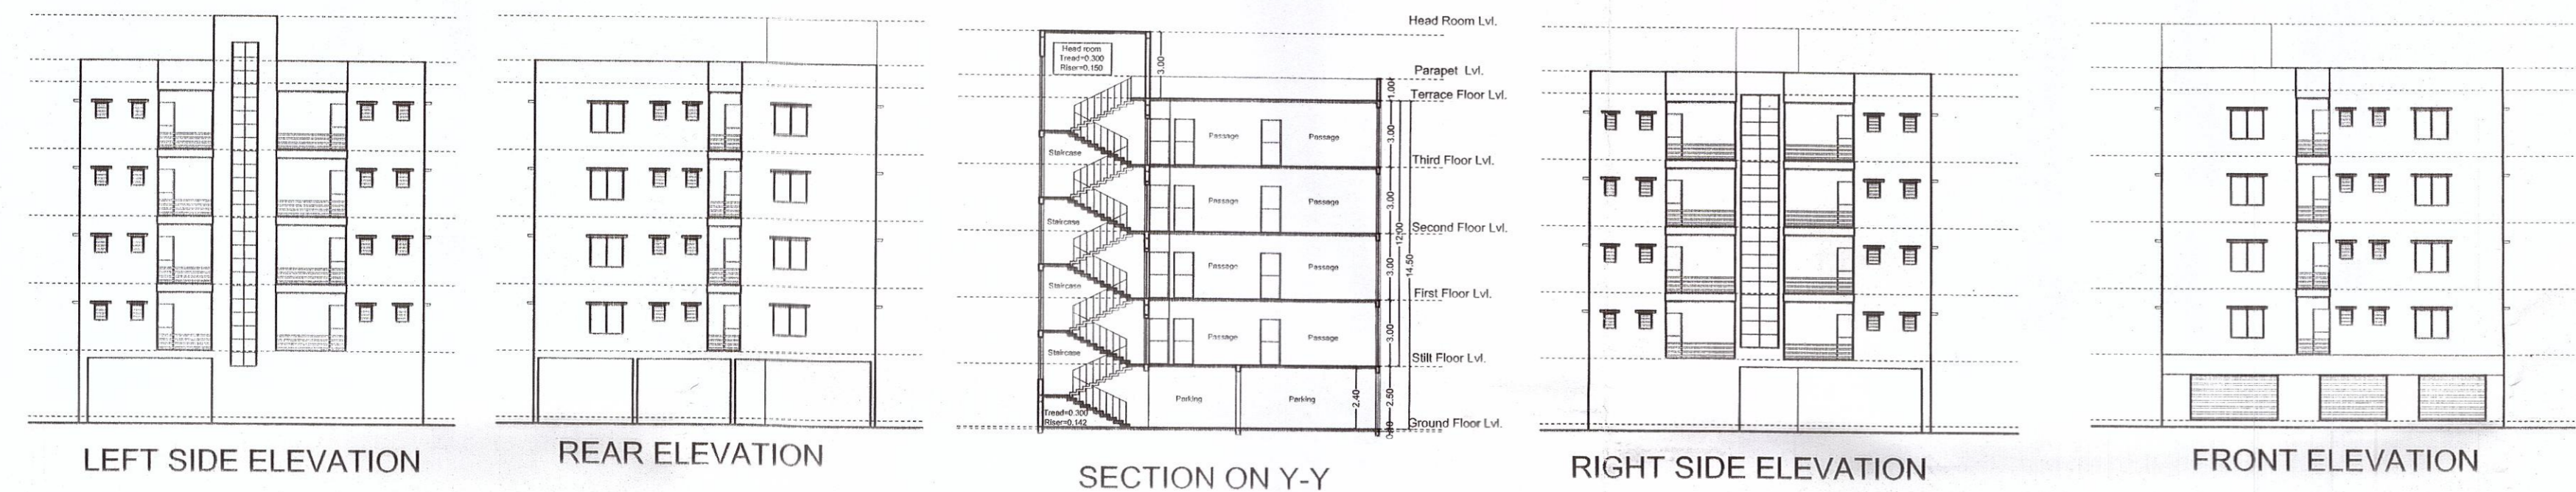 Head Room Lvl.
Head room
Tread=0.300
Riser=0.150
3.00
Parapet Lvl.
1.00
Terrace Floor Lvl.
Passage
Passage
3.00
Staircase
Third Floor Lvl.
Passage
Passage
3.00
Staircase
Second Floor Lvl.
12.00
Passage
Passage
3.00
14.50
Staircase
First Floor Lvl.
Passage
Passage
3.00
Staircase
Stilt Floor Lvl.
Parking
Parking
2.40
2.50
Tread=0.300
Riser=0.142
Ground Floor Lvl.
LEFT SIDE ELEVATION
REAR ELEVATION
SECTION ON Y-Y
RIGHT SIDE ELEVATION
FRONT ELEVATION